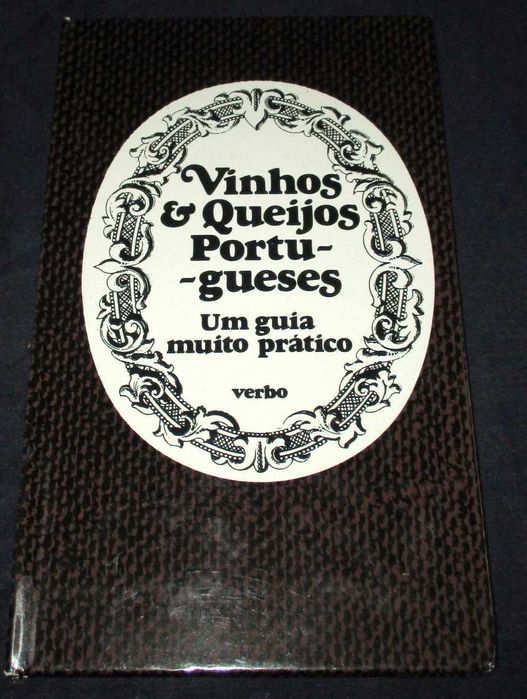 Vinhos
& Queijos
Portu-
-gueses
Um guia
muito prático
verbo